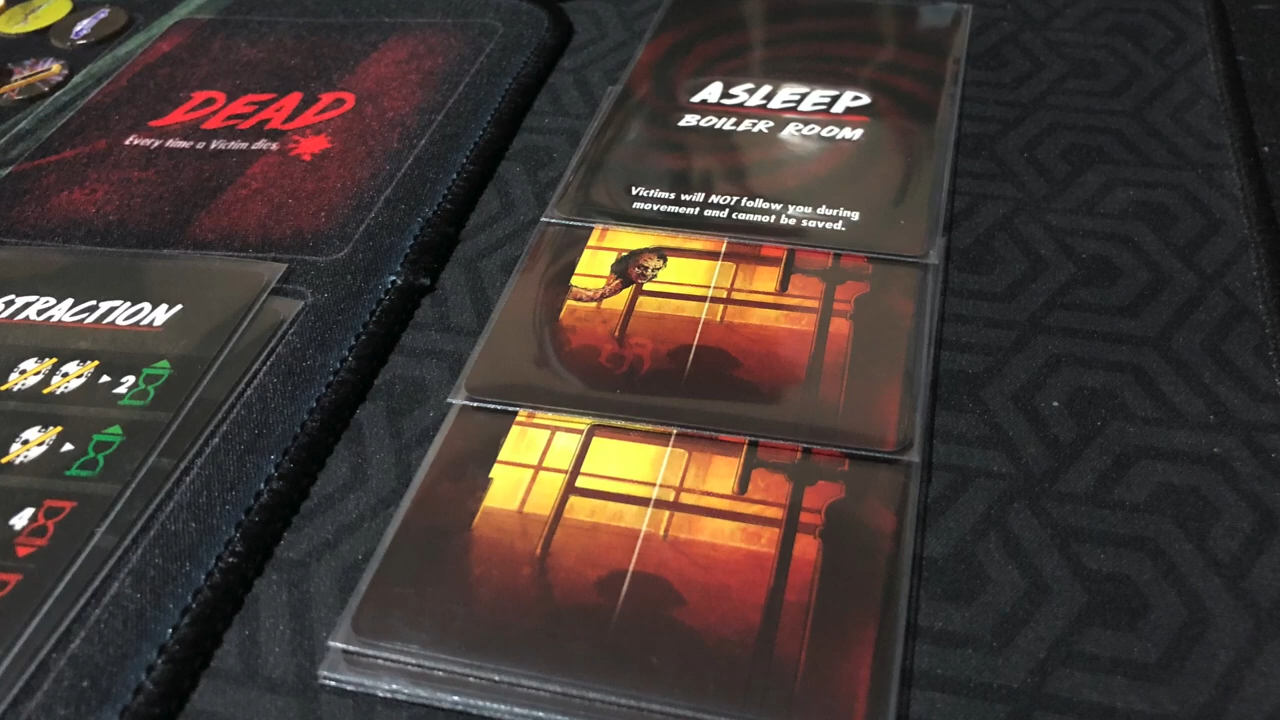 DEAD
Every time a Victim dies,
STRACTION
2
4
ASLEEP
BOILER ROOM
Victims will NOT follow you during
movement and cannot be saved.